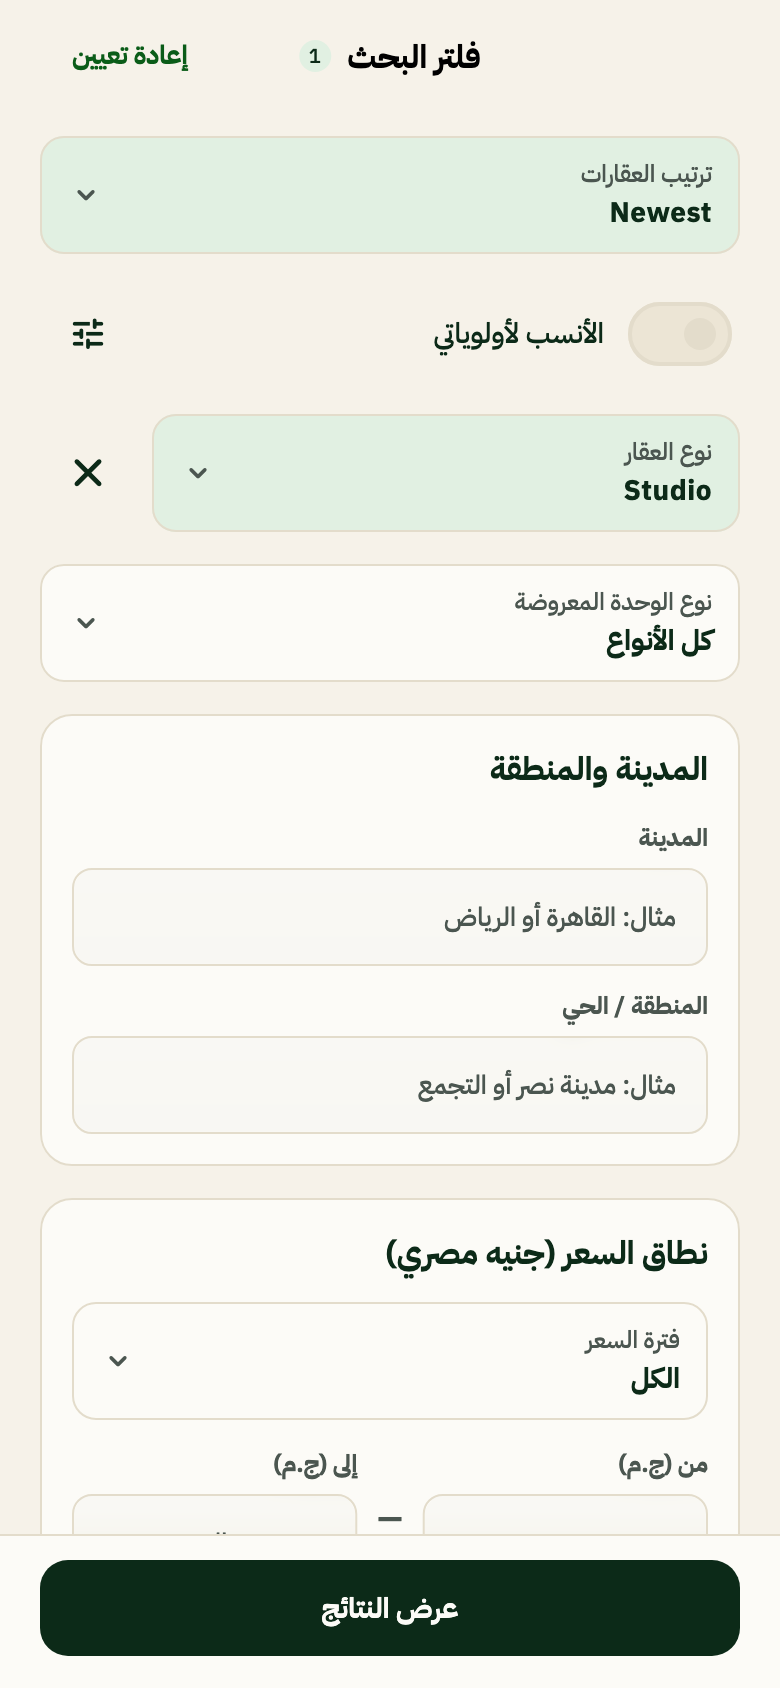 فلتر البحث 1
إعادة تعيين
ترتيب العقارات
Newest
الأنسب لأولوياتي
نوع العقار
Studio
نوع الوحدة المعروضة
كل الأنواع
المدينة والمنطقة
المدينة
مثال: القاهرة أو الرياض
المنطقة / الحي
مثال: مدينة نصر أو التجمع
نطاق السعر (جنيه مصري)
فترة السعر
الكل
من (ج.م)
إلى (ج.م)
—
عرض النتائج